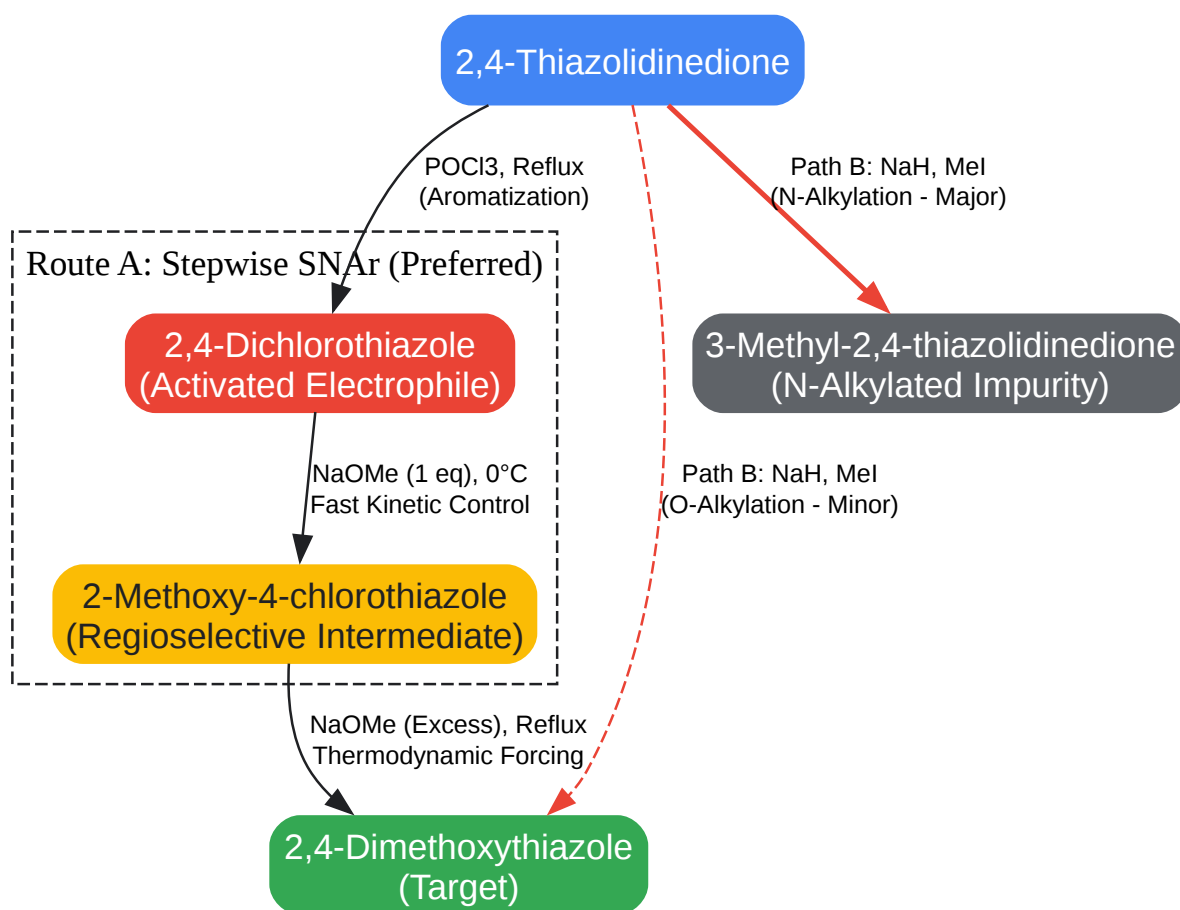 2,4-Thiazolidinedione
POCl3, Reflux
(Aromatization)
Path B: NaH, MeI
(N-Alkylation - Major)
Route A: Stepwise SNAr (Preferred)
2,4-Dichlorothiazole
(Activated Electrophile)
3-Methyl-2,4-thiazolidinedione
(N-Alkylated Impurity)
NaOMe (1 eq), 0°C
Fast Kinetic Control
Path B: NaH, MeI
(O-Alkylation - Minor)
2-Methoxy-4-chlorothiazole
(Regioselective Intermediate)
NaOMe (Excess), Reflux
Thermodynamic Forcing
2,4-Dimethoxythiazole
(Target)